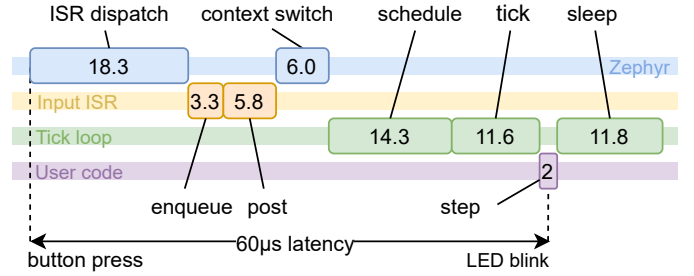 ISR dispatch context switch schedule tick sleep
18.3 6.0 Zephyr
Input ISR 3.3 5.8
Tick loop 14.3 11.6 11.8
User code 2
enqueue post step
60μs latency
button press LED blink